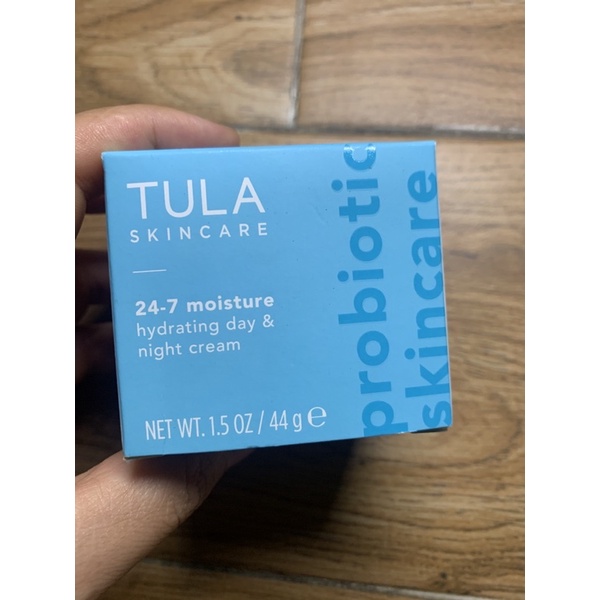 TULA
SKINCARE
24-7 moisture
hydrating day &
night cream
NET WT. 1.5 OZ / 44 g ℮
probiotic
skincare